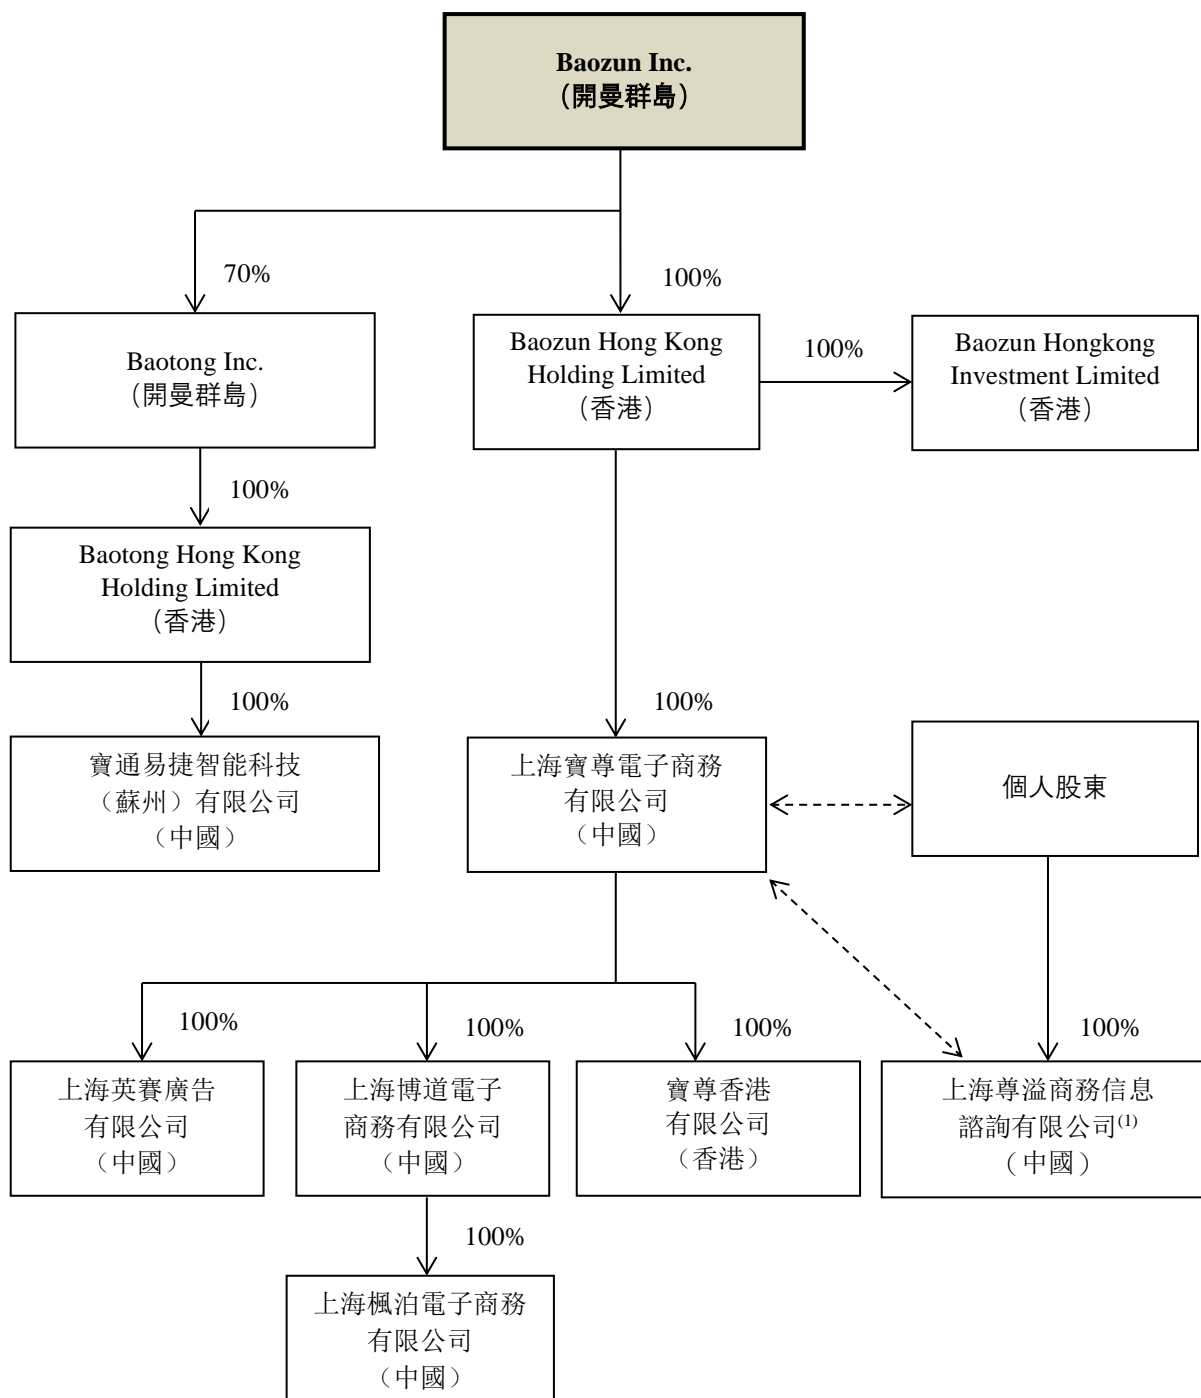 Baozun Inc.
（開曼群島）
70%
100%
Baotong Inc.
（開曼群島）
Baozun Hong Kong
Holding Limited
（香港）
100%
Baozun Hongkong
Investment Limited
（香港）
100%
Baotong Hong Kong
Holding Limited
（香港）
100%
100%
寶通易捷智能科技
（蘇州）有限公司
（中國）
上海寶尊電子商務
有限公司
（中國）
個人股東
100%
100%
100%
100%
上海英賽廣告
有限公司
（中國）
上海博道電子
商務有限公司
（中國）
寶尊香港
有限公司
（香港）
上海尊溢商務信息
諮詢有限公司(1)
（中國）
100%
上海楓泊電子商務
有限公司
（中國）